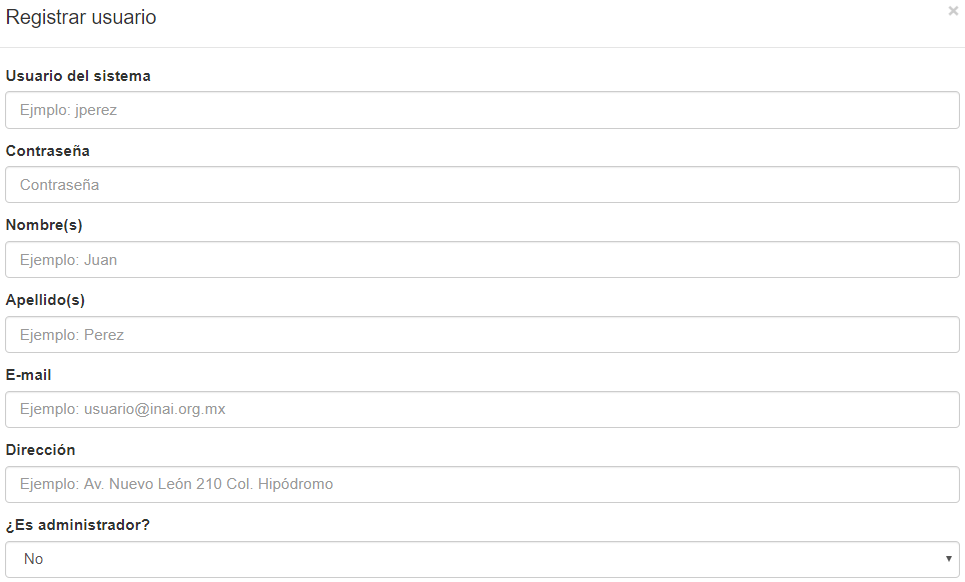 Registrar usuario
×
Usuario del sistema
Ejmplo: jperez
Contraseña
Contraseña
Nombre(s)
Ejemplo: Juan
Apellido(s)
Ejemplo: Perez
E-mail
Ejemplo: usuario@inai.org.mx
Dirección
Ejemplo: Av. Nuevo León 210 Col. Hipódromo
¿Es administrador?
No